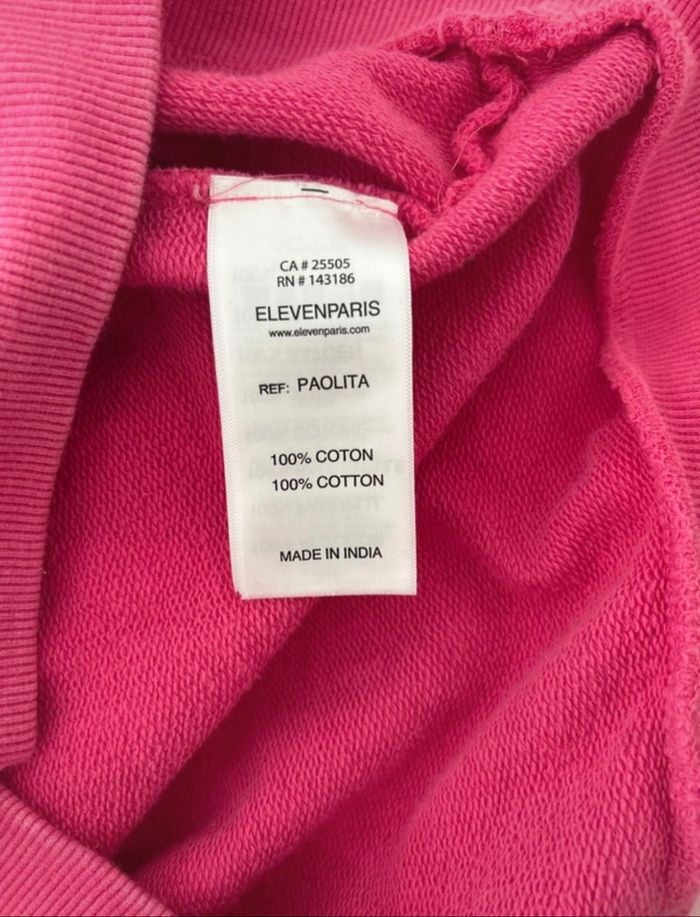 CA # 25505
RN # 143186
ELEVENPARIS
www.elevenparis.com
REF: PAOLITA
100% COTON
100% COTTON
MADE IN INDIA